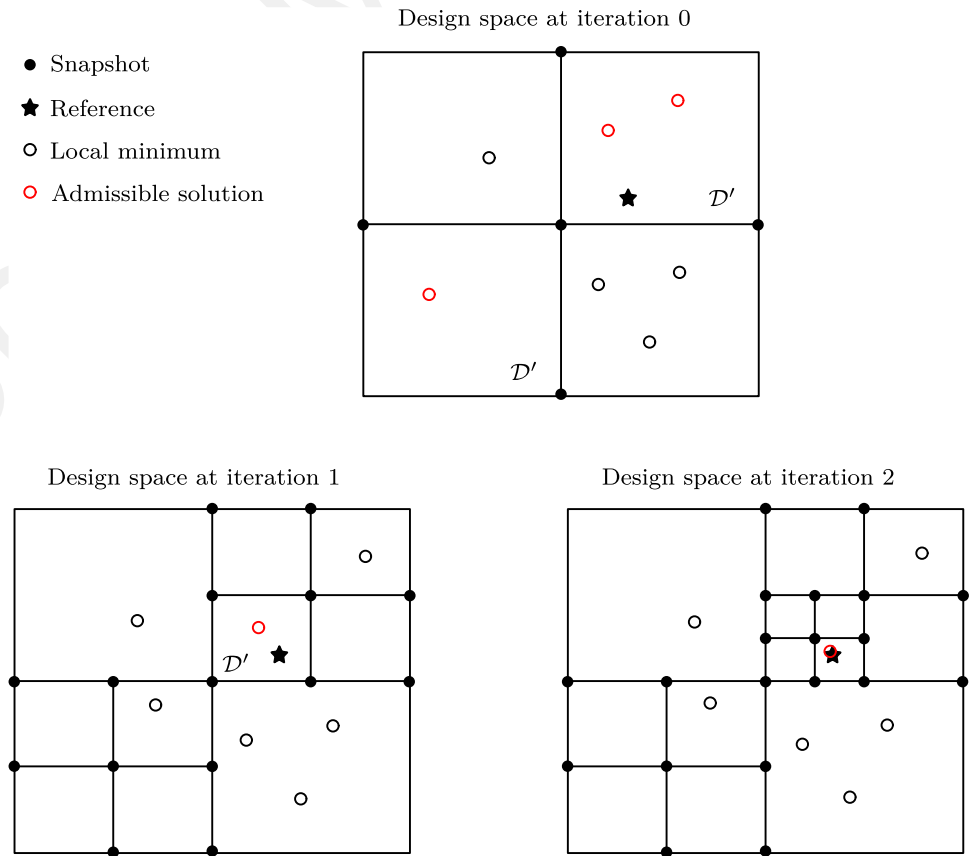 Design space at iteration 0
Snapshot
Reference
Local minimum
Admissible solution
𝒟′
𝒟′
Design space at iteration 1
Design space at iteration 2
𝒟′